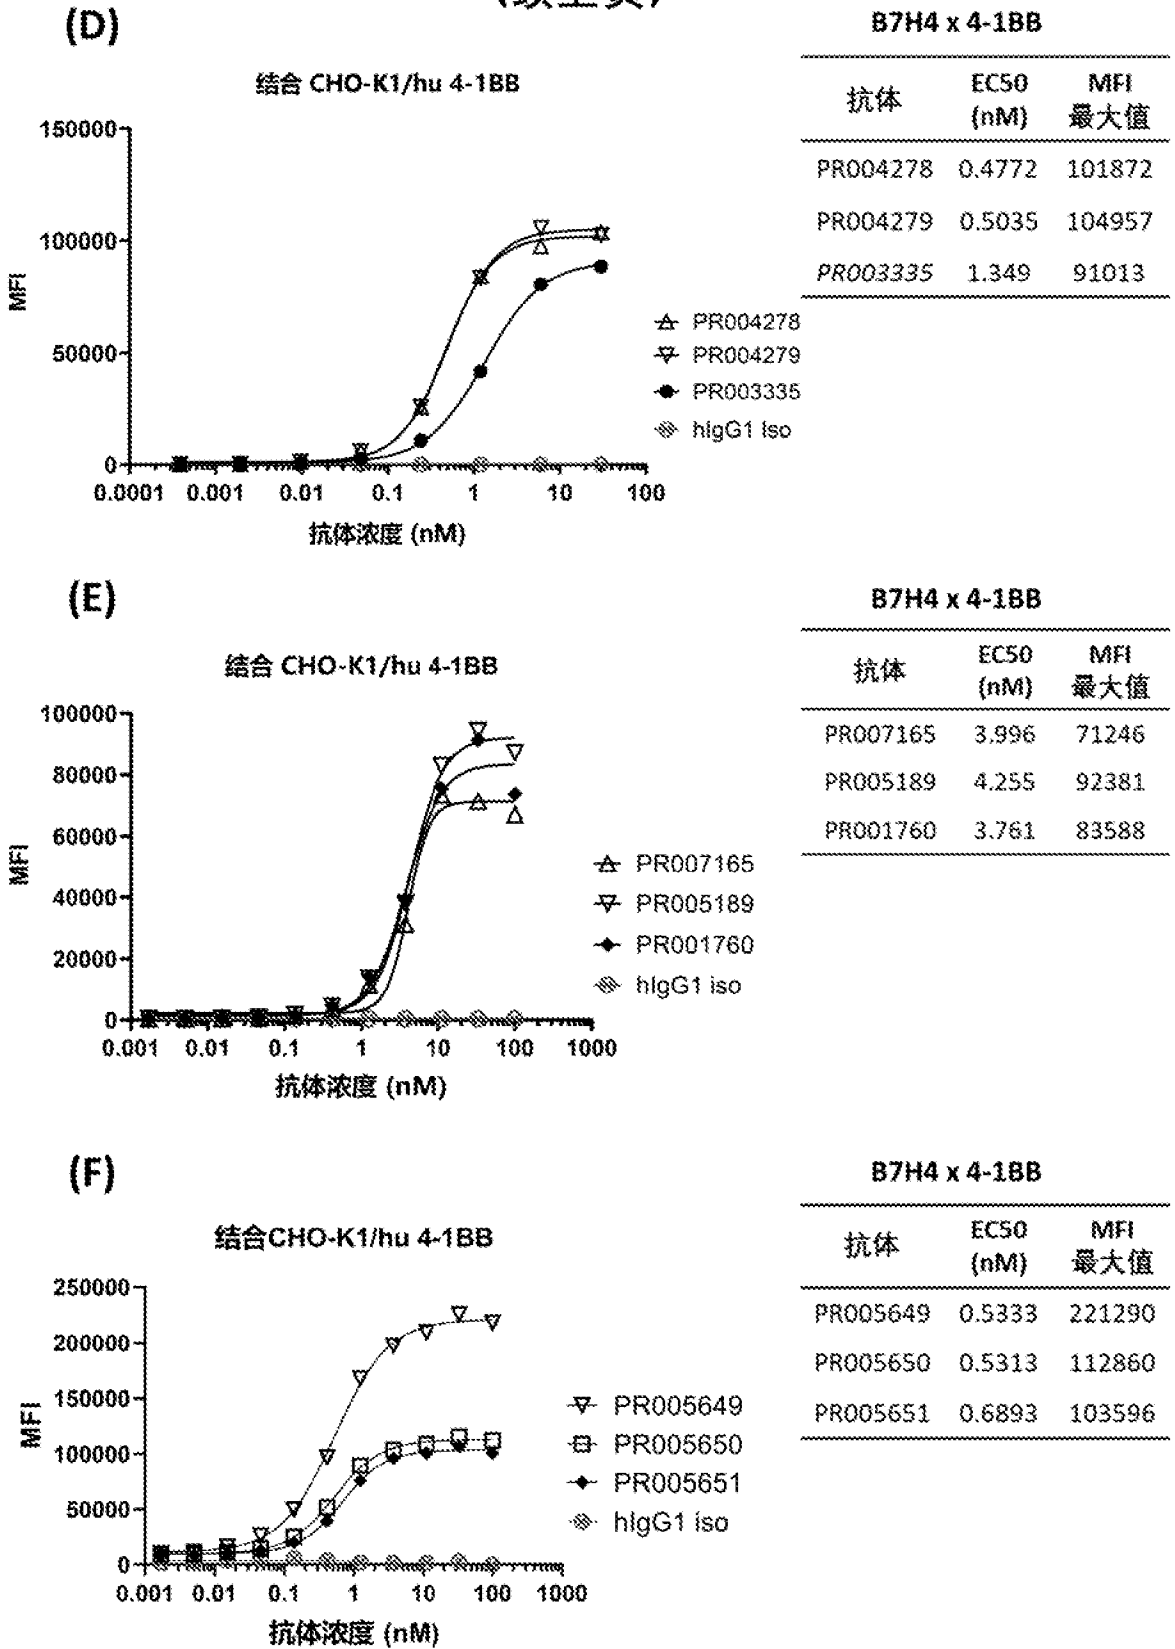 (续上页)
(D)
B7H4 x 4-1BB
结合 CHO-K1/hu 4-1BB
抗体 EC50 (nM) MFI 最大值
PR004278 0.4772 101872
PR004279 0.5035 104957
PR003335 1.349 91013
150000
100000
50000
0
MFI
0.0001 0.001 0.01 0.1 1 10 100
抗体浓度 (nM)
PR004278
PR004279
PR003335
hIgG1 iso
(E)
B7H4 x 4-1BB
结合 CHO-K1/hu 4-1BB
抗体 EC50 (nM) MFI 最大值
PR007165 3.996 71246
PR005189 4.255 92381
PR001760 3.761 83588
100000
80000
60000
40000
20000
0
MFI
0.001 0.01 0.1 1 10 100 1000
抗体浓度 (nM)
PR007165
PR005189
PR001760
hIgG1 iso
(F)
B7H4 x 4-1BB
结合CHO-K1/hu 4-1BB
抗体 EC50 (nM) MFI 最大值
PR005649 0.5333 221290
PR005650 0.5313 112860
PR005651 0.6893 103596
250000
200000
150000
100000
50000
0
MFI
0.001 0.01 0.1 1 10 100 1000
抗体浓度 (nM)
PR005649
PR005650
PR005651
hIgG1 iso